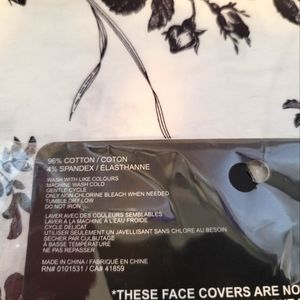 96% COTTON / COTON
4% SPANDEX / ÉLASTHANNE
WASH WITH LIKE COLOURS
MACHINE WASH COLD
GENTLE CYCLE
ONLY NON-CHLORINE BLEACH WHEN NEEDED
TUMBLE DRY LOW
DO NOT IRON
LAVER AVEC DES COULEURS SEMBLABLES
LAVER À LA MACHINE À L'EAU FROIDE
CYCLE DÉLICAT
UTILISER SEULEMENT UN JAVELLISANT SANS CHLORE AU BESOIN
SÉCHER PAR CULBUTAGE
À BASSE TEMPÉRATURE
NE PAS REPASSER
MADE IN CHINA / FABRIQUÉ EN CHINE
RN# 0101531 / CA# 41859
*THESE FACE COVERS ARE NO